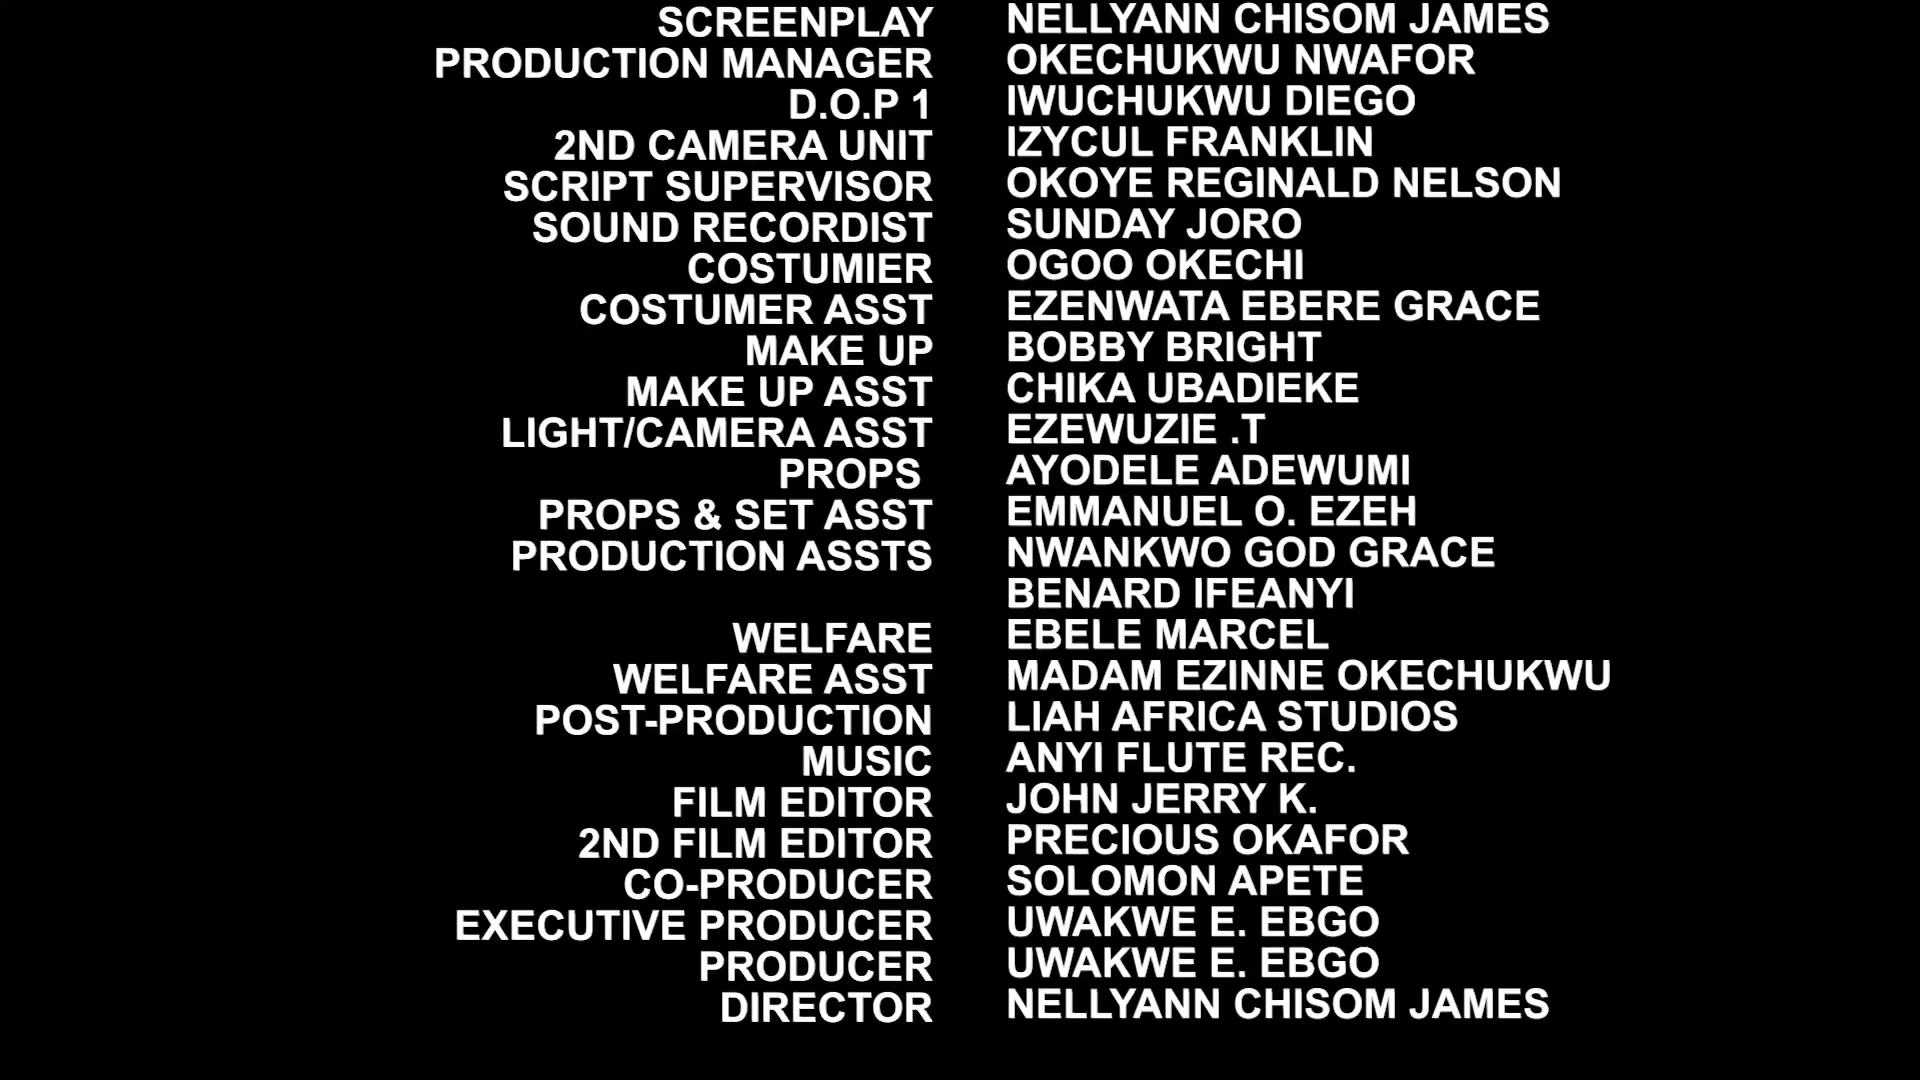 SCREENPLAY NELLYANN CHISOM JAMES
PRODUCTION MANAGER OKECHUKWU NWAFOR
D.O.P 1 IWUCHUKWU DIEGO
2ND CAMERA UNIT IZYCUL FRANKLIN
SCRIPT SUPERVISOR OKOYE REGINALD NELSON
SOUND RECORDIST SUNDAY JORO
COSTUMIER OGOO OKECHI
COSTUMER ASST EZENWATA EBERE GRACE
MAKE UP BOBBY BRIGHT
MAKE UP ASST CHIKA UBADIEKE
LIGHT/CAMERA ASST EZEWUZIE .T
PROPS AYODELE ADEWUMI
PROPS & SET ASST EMMANUEL O. EZEH
PRODUCTION ASSTS NWANKWO GOD GRACE
BENARD IFEANYI
WELFARE EBELE MARCEL
WELFARE ASST MADAM EZINNE OKECHUKWU
POST-PRODUCTION LIAH AFRICA STUDIOS
MUSIC ANYI FLUTE REC.
FILM EDITOR JOHN JERRY K.
2ND FILM EDITOR PRECIOUS OKAFOR
CO-PRODUCER SOLOMON APETE
EXECUTIVE PRODUCER UWAKWE E. EBGO
PRODUCER UWAKWE E. EBGO
DIRECTOR NELLYANN CHISOM JAMES